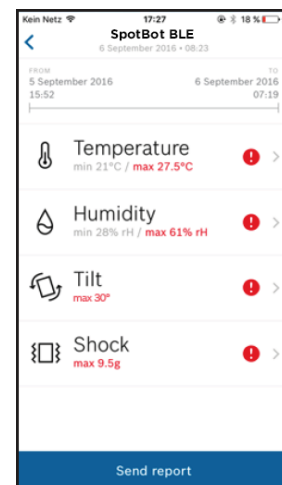 Kein Netz 17:27 18 %
SpotBot BLE
6 September 2016 • 08:23
FROM TO
5 September 2016 6 September 2016
15:52 07:19
Temperature
min 21°C / max 27.5°C
Humidity
min 28% rH / max 61% rH
Tilt
max 30°
Shock
max 9.5g
Send report